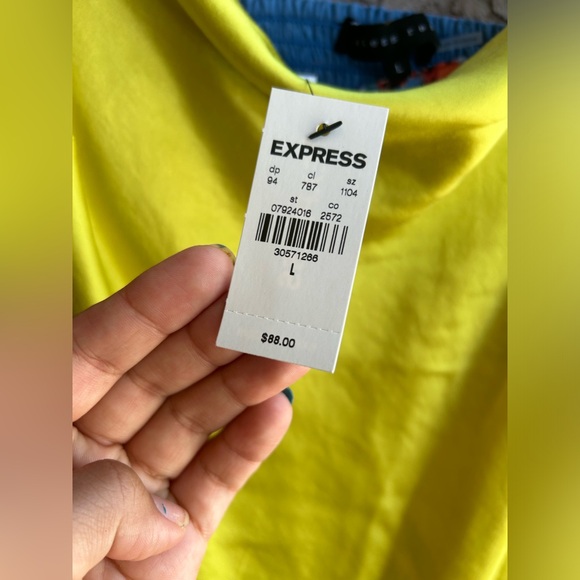 EXPRESS
dp cl sz
94 787 1104
st co
07924016 2572
30571266
L
$88.00